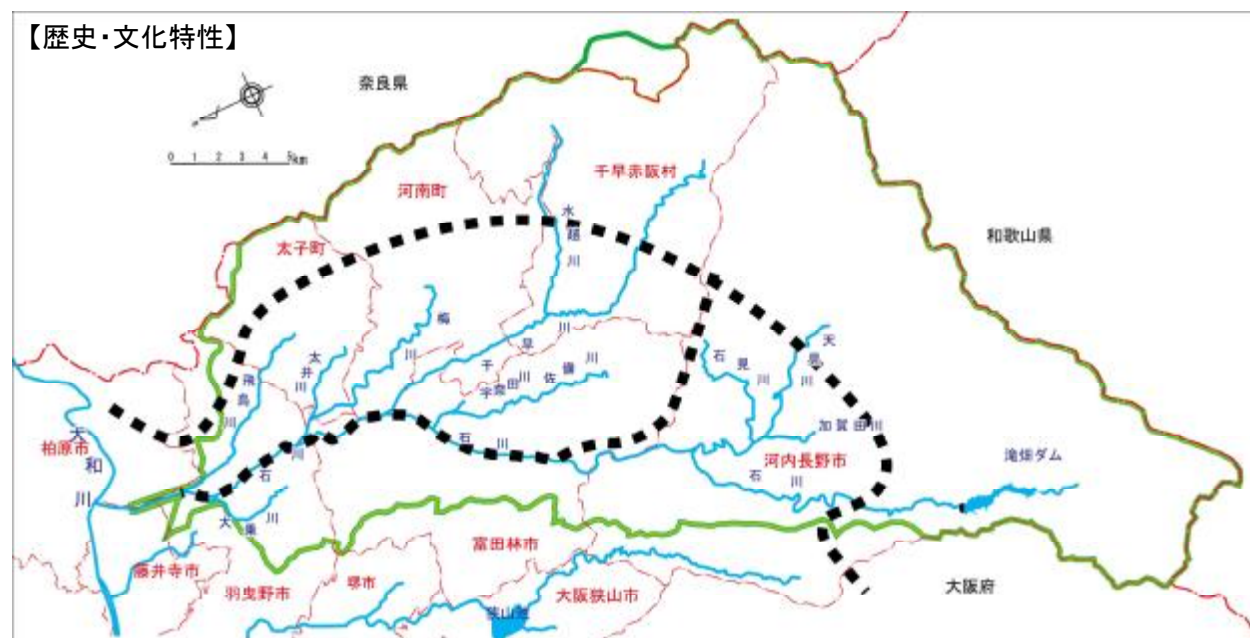 【歴史・文化特性】
奈良県
0 1 2 3 4 5km
千早赤阪村
河南町
水越川
和歌山県
太子町
梅川
千早川
太井川
飛鳥川
宇奈田川
佐備川
石見川
天見川
加賀田川
柏原市
大和川
石川
石川
河内長野市
石川
滝畑ダム
大乗川
富田林市
藤井寺市
羽曳野市
堺市
狭山池
大阪狭山市
大阪府